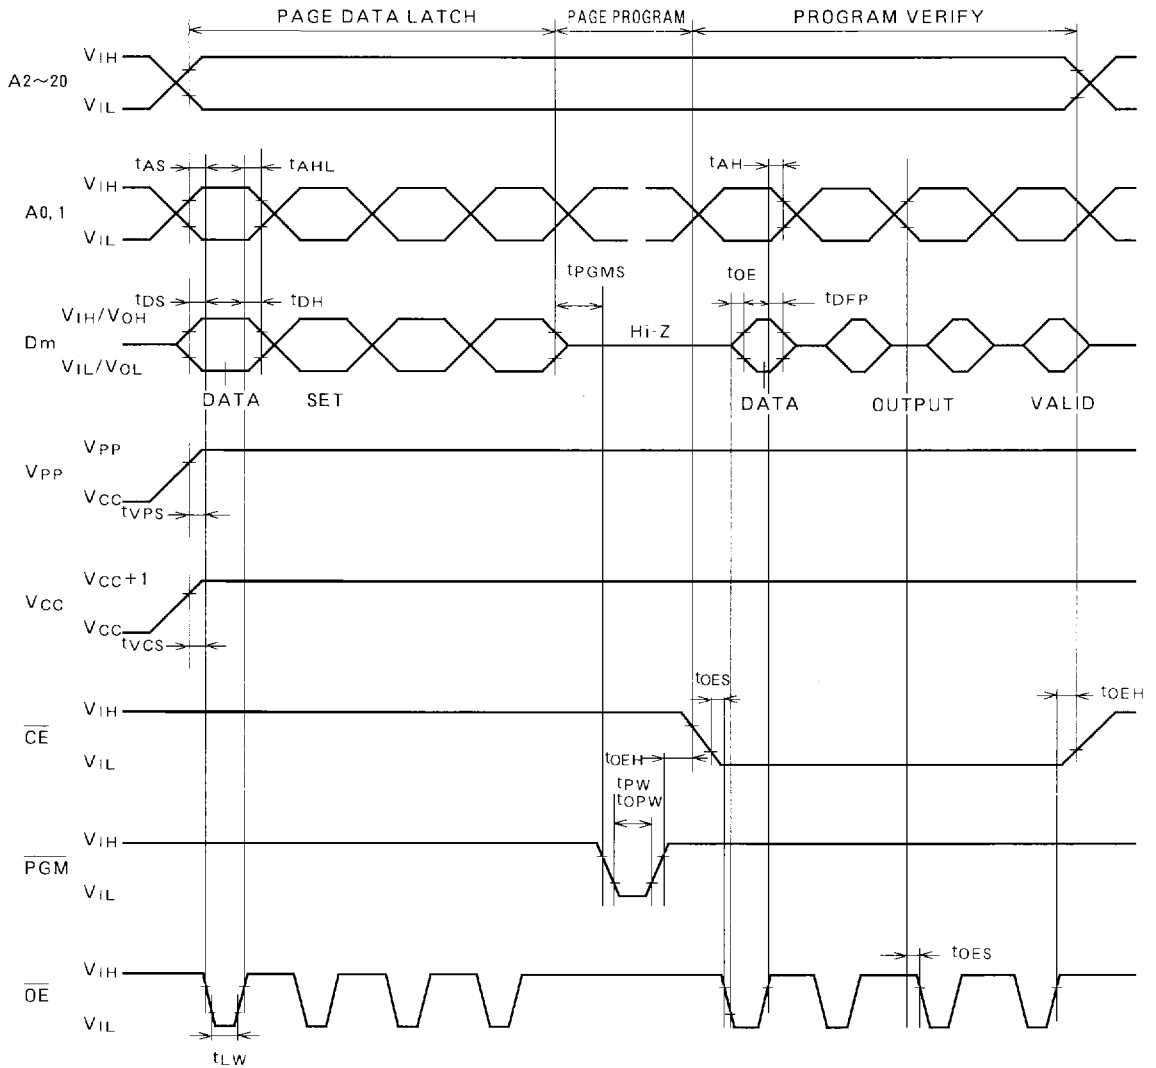 PAGE DATA LATCH PAGE PROGRAM PROGRAM VERIFY
VIH
A2~20
VIL
tAS tAHL tAH
VIH
A0, 1
VIL
tPGMS tOE
tDS tDH tDFP
VIH/VOH
Hi-Z
Dm
VIL/VOL
DATA SET DATA OUTPUT VALID
VPP
VPP
VCC
tVPS
VCC+1
VCC
VCC
tVCS
tOES tOEH
VIH
CE
VIL
tOEH
tPW
tOPW
VIH
PGM
VIL
tOES
VIH
OE
VIL
tLW